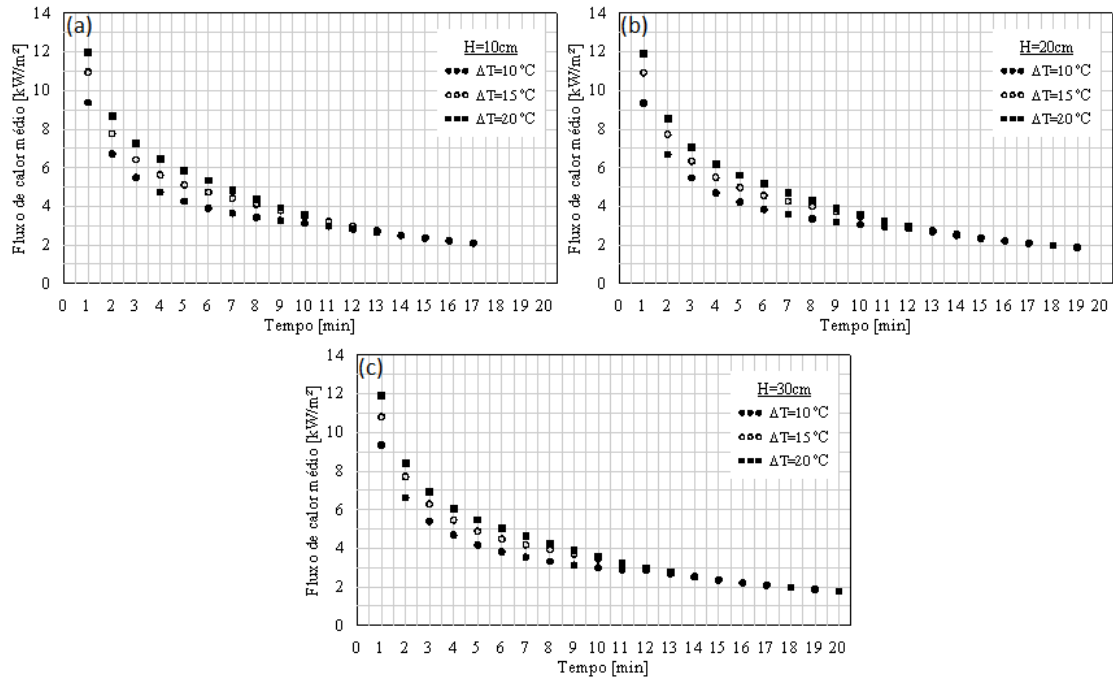 (a)
Fluxo de calor médio [kW/m²]
14
12
10
8
6
4
2
0
H=10cm
ΔT=10 °C
ΔT=15 °C
ΔT=20 °C
0 1 2 3 4 5 6 7 8 9 10 11 12 13 14 15 16 17 18 19 20
Tempo [min]
(b)
Fluxo de calor médio [kW/m²]
14
12
10
8
6
4
2
0
H=20cm
ΔT=10 °C
ΔT=15 °C
ΔT=20 °C
0 1 2 3 4 5 6 7 8 9 10 11 12 13 14 15 16 17 18 19 20
Tempo [min]
(c)
Fluxo de calor médio [kW/m²]
14
12
10
8
6
4
2
0
H=30cm
ΔT=10 °C
ΔT=15 °C
ΔT=20 °C
0 1 2 3 4 5 6 7 8 9 10 11 12 13 14 15 16 17 18 19 20
Tempo [min]